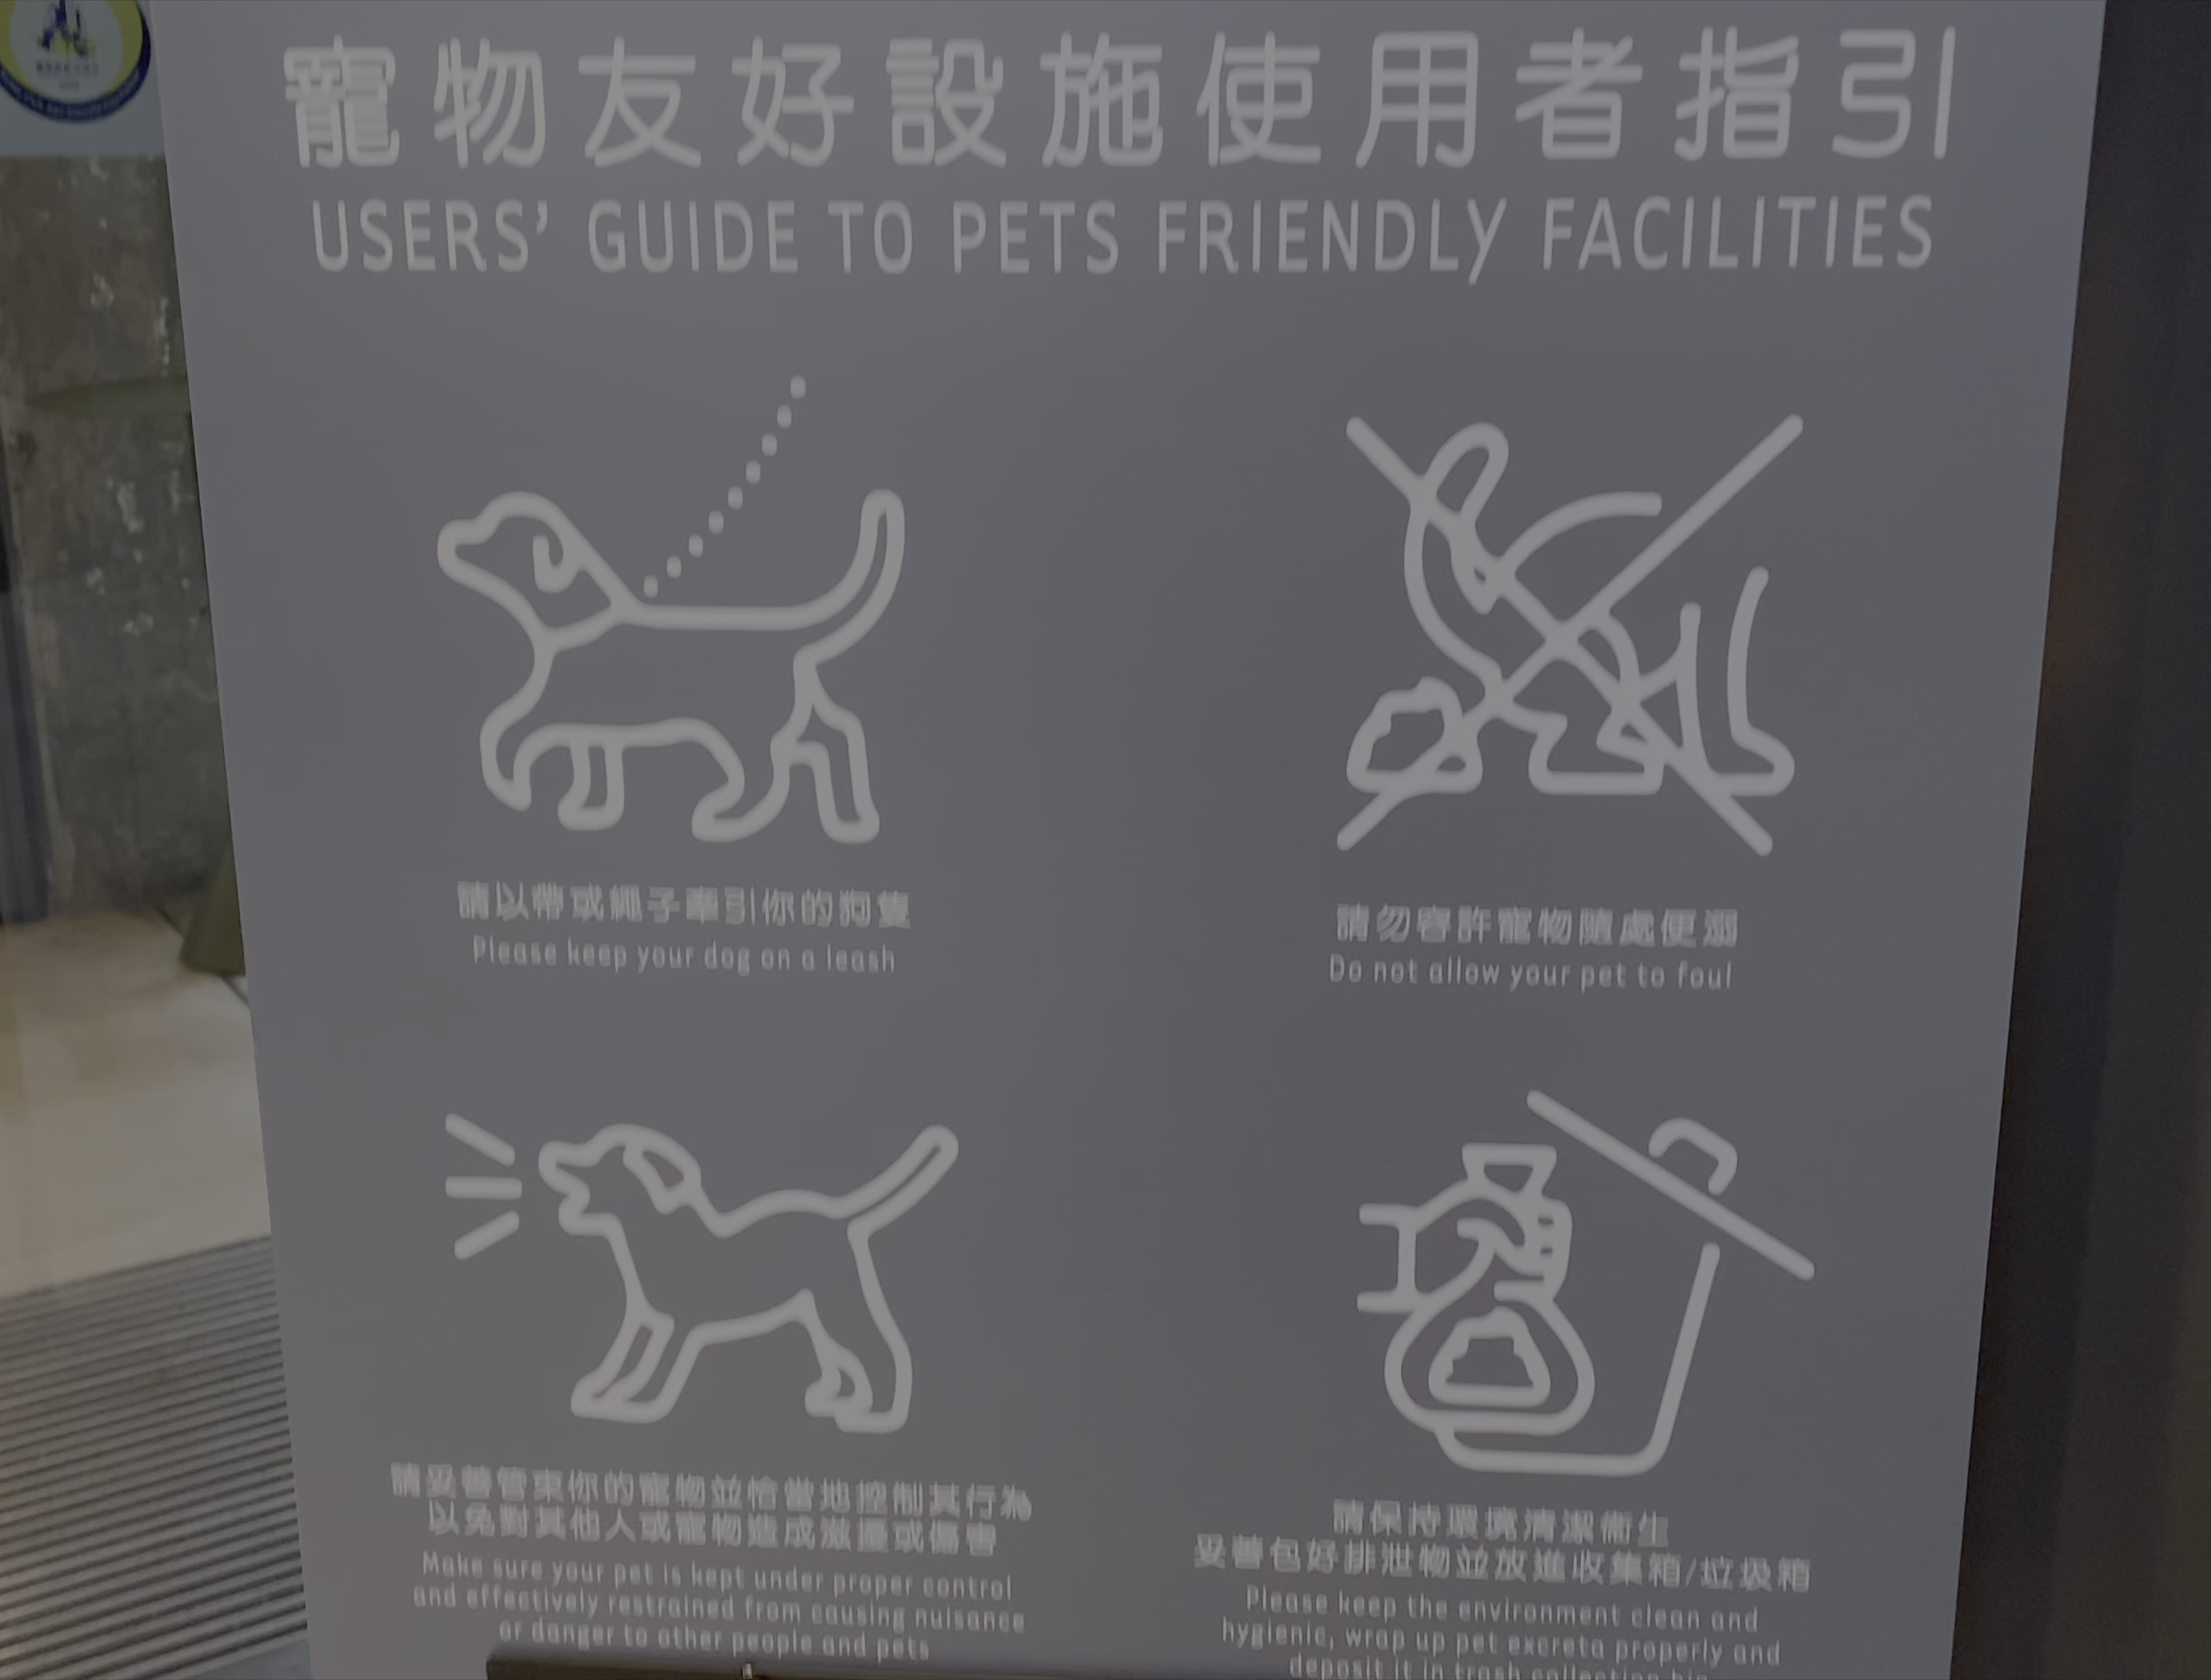 寵物友好設施使用者指引
USERS' GUIDE TO PETS FRIENDLY FACILITIES
請以帶或繩子牽引你的狗隻
Please keep your dog on a leash
請勿容許寵物隨處便溺
Do not allow your pet to foul
請妥善管束你的寵物並恰當地控制其行為
以免對其他人或寵物造成滋擾或傷害
Make sure your pet is kept under proper control
and effectively restrained from causing nuisance
or danger to other people and pets
請保持環境清潔衞生
妥善包好排泄物並放進收集箱/垃圾箱
Please keep the environment clean and
hygienic, wrap up pet excreta properly and
deposit it in trash collection bin